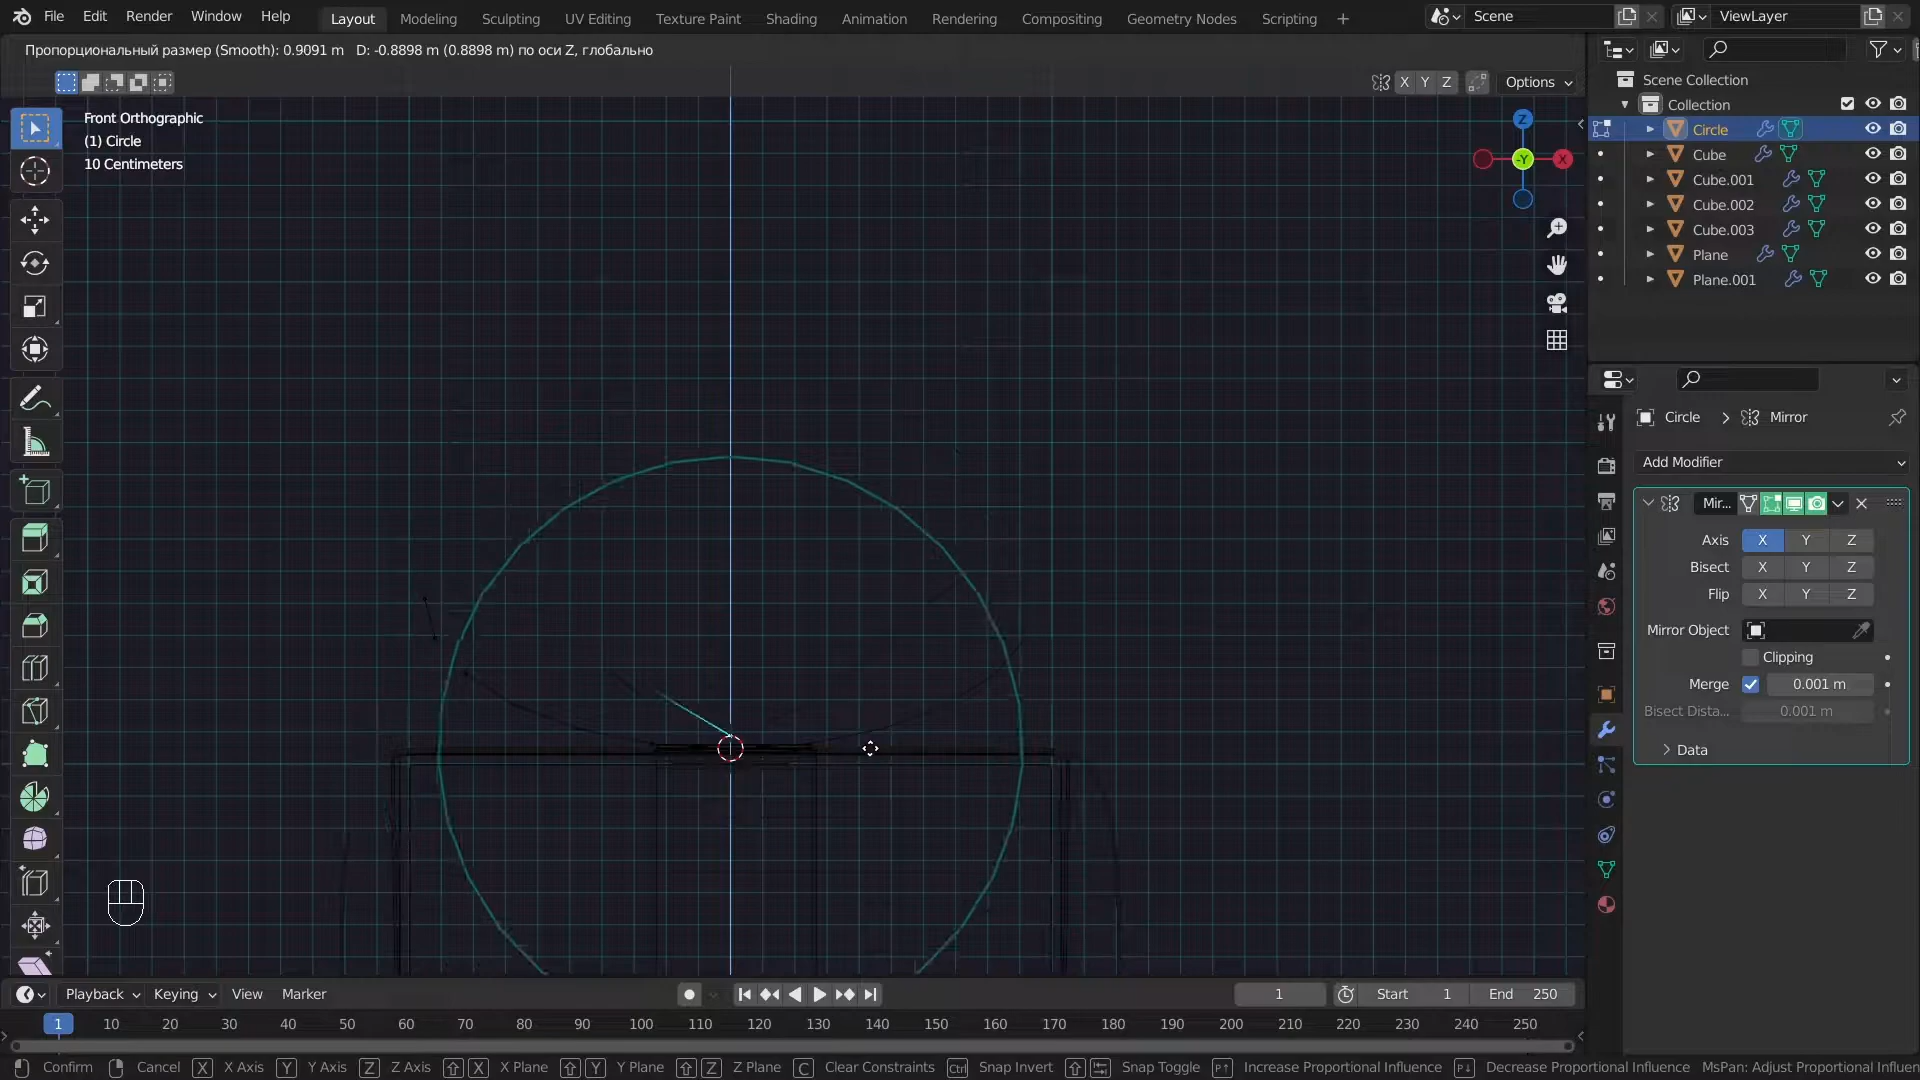 File Edit Render Window Help Layout Modeling Sculpting UV Editing Texture Paint Shading Animation Rendering Compositing Geometry Nodes Scripting + Scene ViewLayer
Пропорциональный размер (Smooth): 0.9091 m D: -0.8898 m (0.8898 m) по оси Z, глобально
X Y Z Options
Front Orthographic
(1) Circle
10 Centimeters
Z
-Y
X
Scene Collection
Collection
Circle
Cube
Cube.001
Cube.002
Cube.003
Plane
Plane.001
Circle > Mirror
Add Modifier
Mir...
Axis X Y Z
Bisect X Y Z
Flip X Y Z
Mirror Object
Clipping
Merge 0.001 m
Bisect Dista... 0.001 m
Data
Playback Keying View Marker 1 Start 1 End 250
1 10 20 30 40 50 60 70 80 90 100 110 120 130 140 150 160 170 180 190 200 210 220 230 240 250
Confirm Cancel X X Axis Y Y Axis Z Z Axis X X Plane Y Y Plane Z Z Plane C Clear Constraints Ctrl Snap Invert Snap Toggle P↑ Increase Proportional Influence P↓ Decrease Proportional Influence MsPan: Adjust Proportional Influen